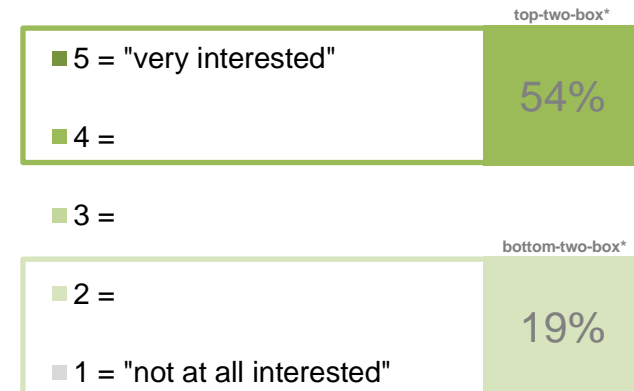 top-two-box*
5 = "very interested"
54%
4 =
3 =
bottom-two-box*
2 =
19%
1 = "not at all interested"